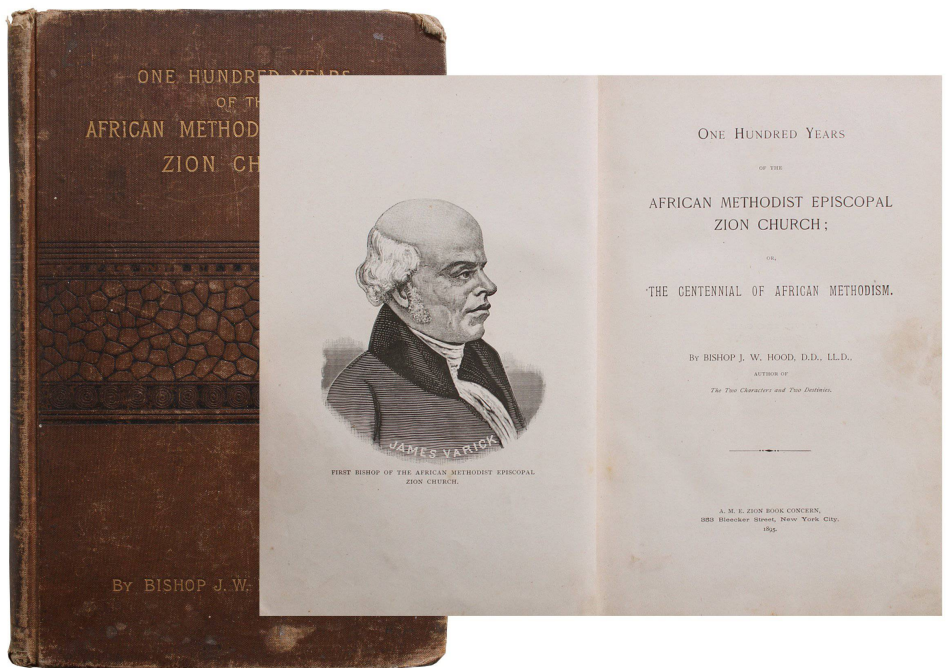 ONE HUNDRED YEARS
OF TH
AFRICAN METHOD
ZION CH
BY BISHOP J. W.
JAMES VARICK
FIRST BISHOP OF THE AFRICAN METHODIST EPISCOPAL
ZION CHURCH.
ONE HUNDRED YEARS
OF THE
AFRICAN METHODIST EPISCOPAL
ZION CHURCH;
OR,
THE CENTENNIAL OF AFRICAN METHODISM.
BY BISHOP J. W. HOOD, D.D., LL.D.,
AUTHOR OF
The Two Characters and Two Destinies.
A. M. E. ZION BOOK CONCERN,
353 Bleecker Street, New York City.
1895.